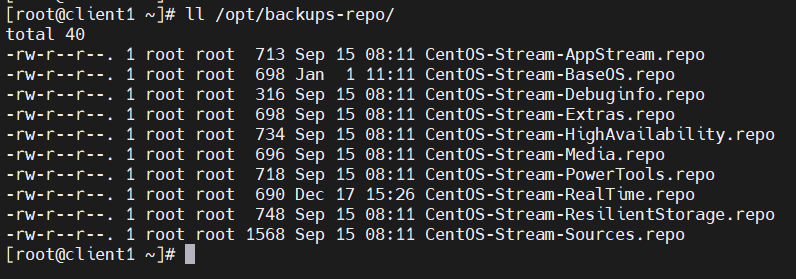 [root@client1 ~]# ll /opt/backups-repo/
total 40
-rw-r--r--. 1 root root  713 Sep 15 08:11 CentOS-Stream-AppStream.repo
-rw-r--r--. 1 root root  698 Jan  1 11:11 CentOS-Stream-BaseOS.repo
-rw-r--r--. 1 root root  316 Sep 15 08:11 CentOS-Stream-Debuginfo.repo
-rw-r--r--. 1 root root  698 Sep 15 08:11 CentOS-Stream-Extras.repo
-rw-r--r--. 1 root root  734 Sep 15 08:11 CentOS-Stream-HighAvailability.repo
-rw-r--r--. 1 root root  696 Sep 15 08:11 CentOS-Stream-Media.repo
-rw-r--r--. 1 root root  718 Sep 15 08:11 CentOS-Stream-PowerTools.repo
-rw-r--r--. 1 root root  690 Dec 17 15:26 CentOS-Stream-RealTime.repo
-rw-r--r--. 1 root root  748 Sep 15 08:11 CentOS-Stream-ResilientStorage.repo
-rw-r--r--. 1 root root 1568 Sep 15 08:11 CentOS-Stream-Sources.repo
[root@client1 ~]#